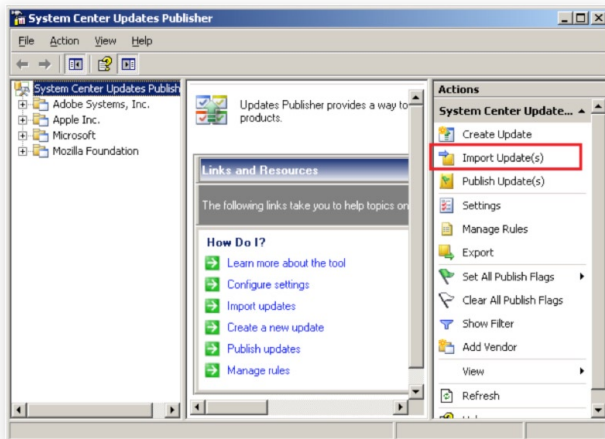 System Center Updates Publisher
File Action View Help
System Center Updates Publish
Adobe Systems, Inc.
Apple Inc.
Microsoft
Mozilla Foundation
Updates Publisher provides a way to
products.
Links and Resources
The following links take you to help topics on
How Do I?
Learn more about the tool
Configure settings
Import updates
Create a new update
Publish updates
Manage rules
Actions
System Center Update...
Create Update
Import Update(s)
Publish Update(s)
Settings
Manage Rules
Export
Set All Publish Flags
Clear All Publish Flags
Show Filter
Add Vendor
View
Refresh